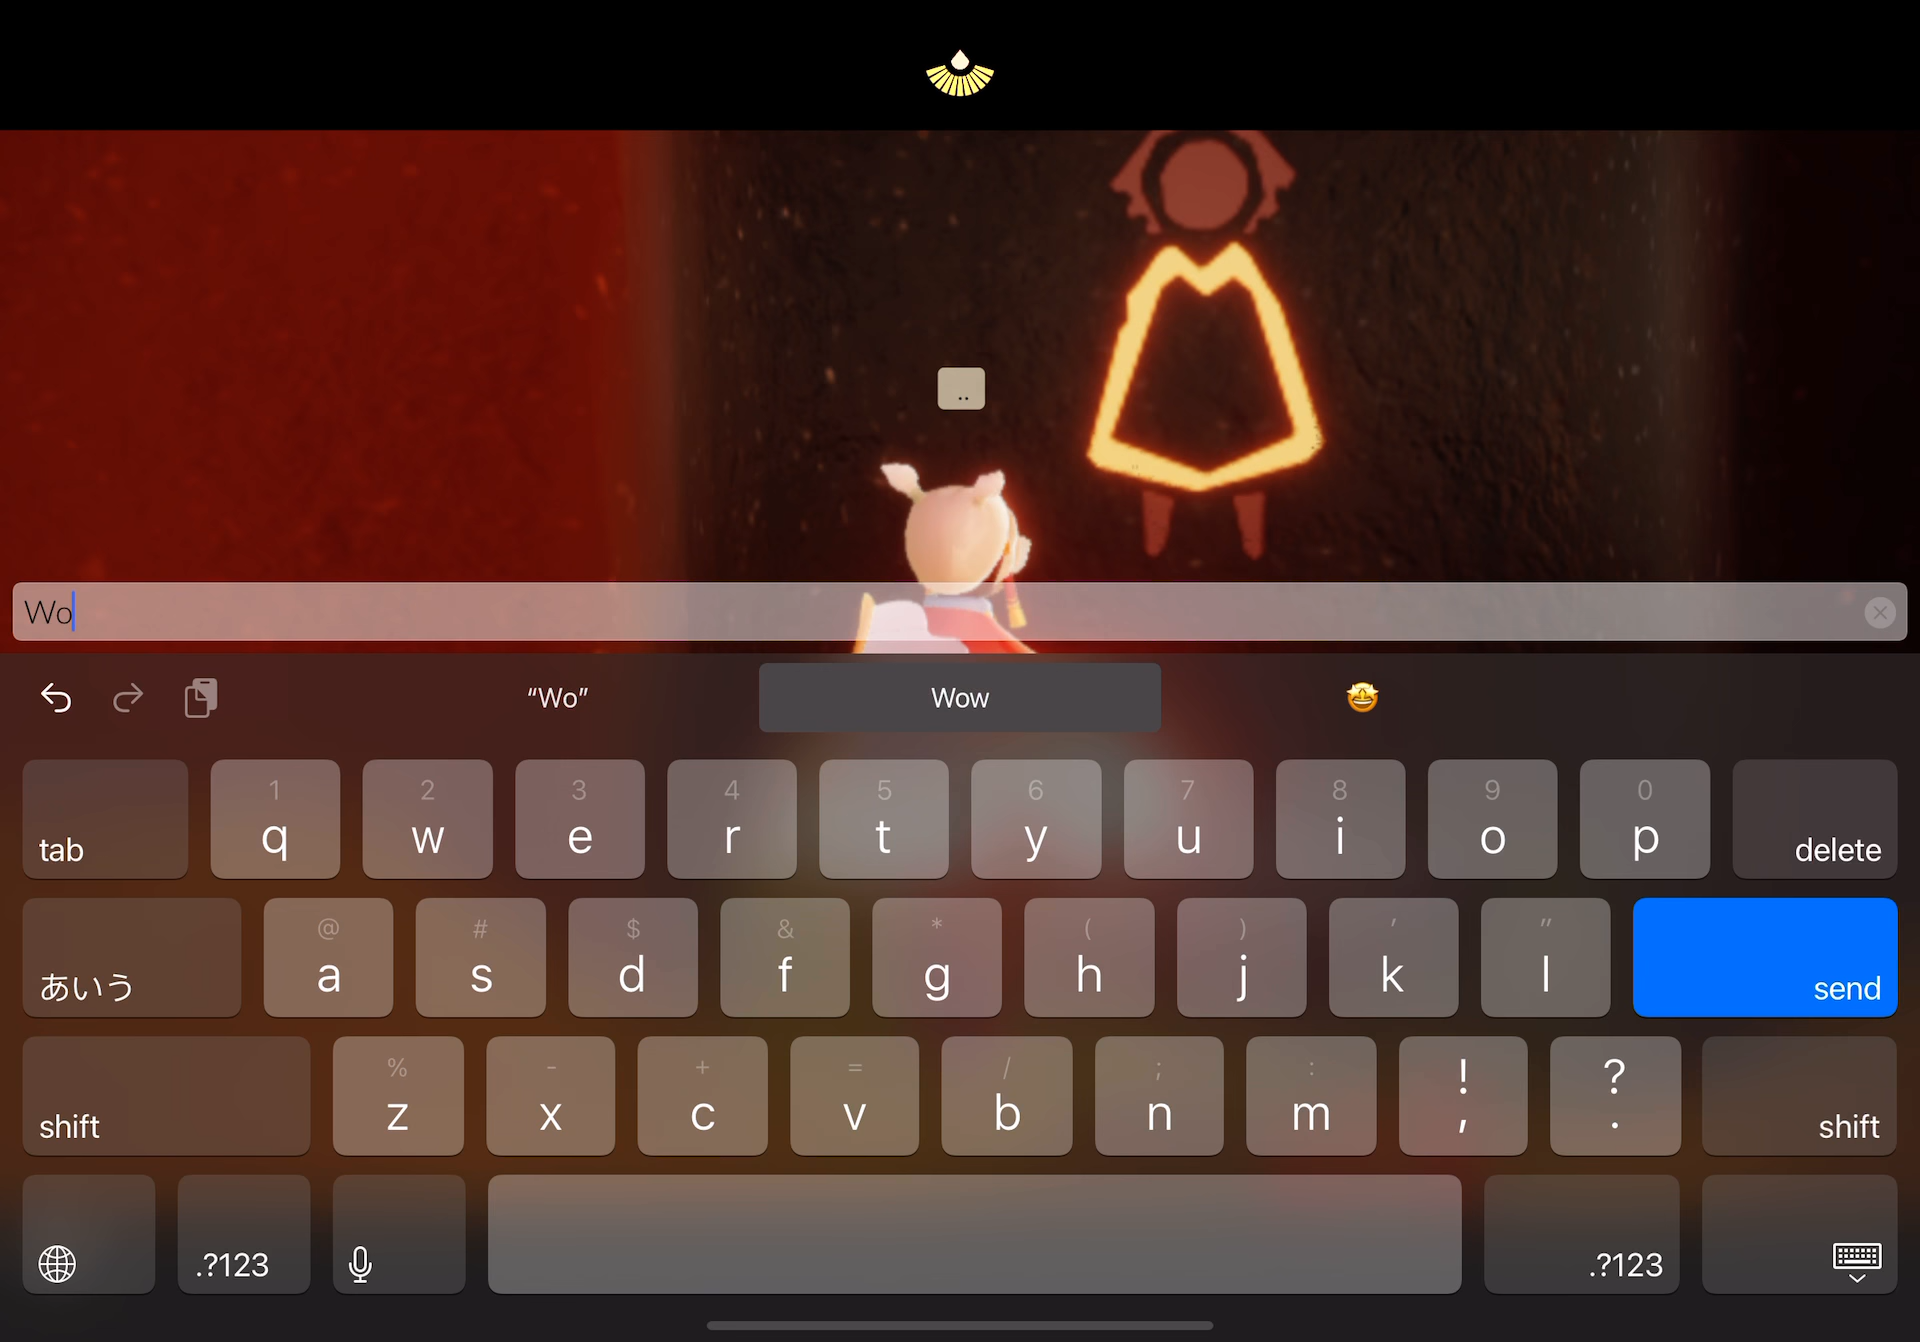 ..
Wo
“Wo” Wow 🤩
tab 1 q 2 w 3 e 4 r 5 t 6 y 7 u 8 i 9 o 0 p delete
あいう @ a # s $ d & f * g ( h ) j ' k " l send
shift % z - x + c = v / b ; n : m ! , ? . shift
.?123 .?123